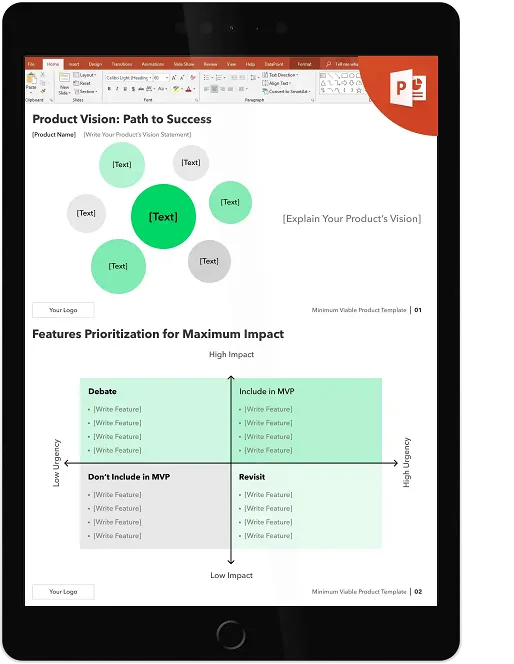 File Home Insert Design Transitions Animations Slide Show Review View Help DataPoint Format Tell me wha
Paste
New
Slide
Layout
Reset
Section
Calibri Light (Headings) 60
Text Direction
Align Text
Convert to SmartArt
Clipboard Slides Font Paragraph
P
Product Vision: Path to Success
[Product Name] [Write Your Product's Vision Statement]
[Text]
[Text]
[Text]
[Text]
[Text]
[Text]
[Text]
[Explain Your Product's Vision]
Your Logo
Minimum Viable Product Template | 01
Features Prioritization for Maximum Impact
High Impact
Debate
• [Write Feature]
• [Write Feature]
• [Write Feature]
• [Write Feature]
Include in MVP
• [Write Feature]
• [Write Feature]
• [Write Feature]
• [Write Feature]
Low Urgency
High Urgency
Don't Include in MVP
• [Write Feature]
• [Write Feature]
• [Write Feature]
• [Write Feature]
Revisit
• [Write Feature]
• [Write Feature]
• [Write Feature]
• [Write Feature]
Low Impact
Your Logo
Minimum Viable Product Template | 02